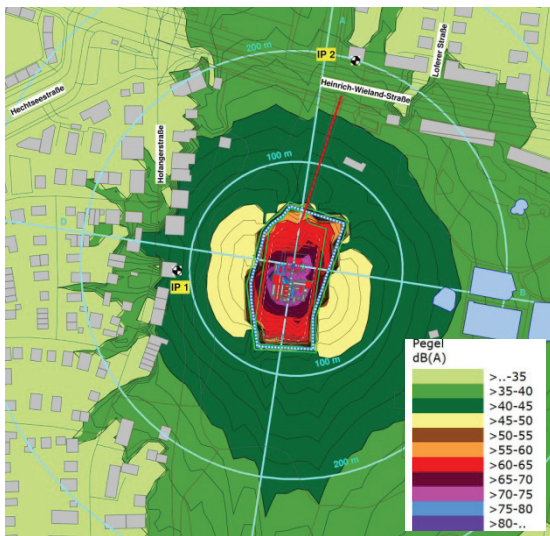 A
200 m
IP 2
Loferer Straße
Heinrich-Wieland-Straße
Hechtseestraße
Hofangerstraße
100 m
D
IP 1
B
100 m
200 m
Pegel
dB(A)
>..-35
>35-40
>40-45
>45-50
>50-55
>55-60
>60-65
>65-70
>70-75
>75-80
>80-..